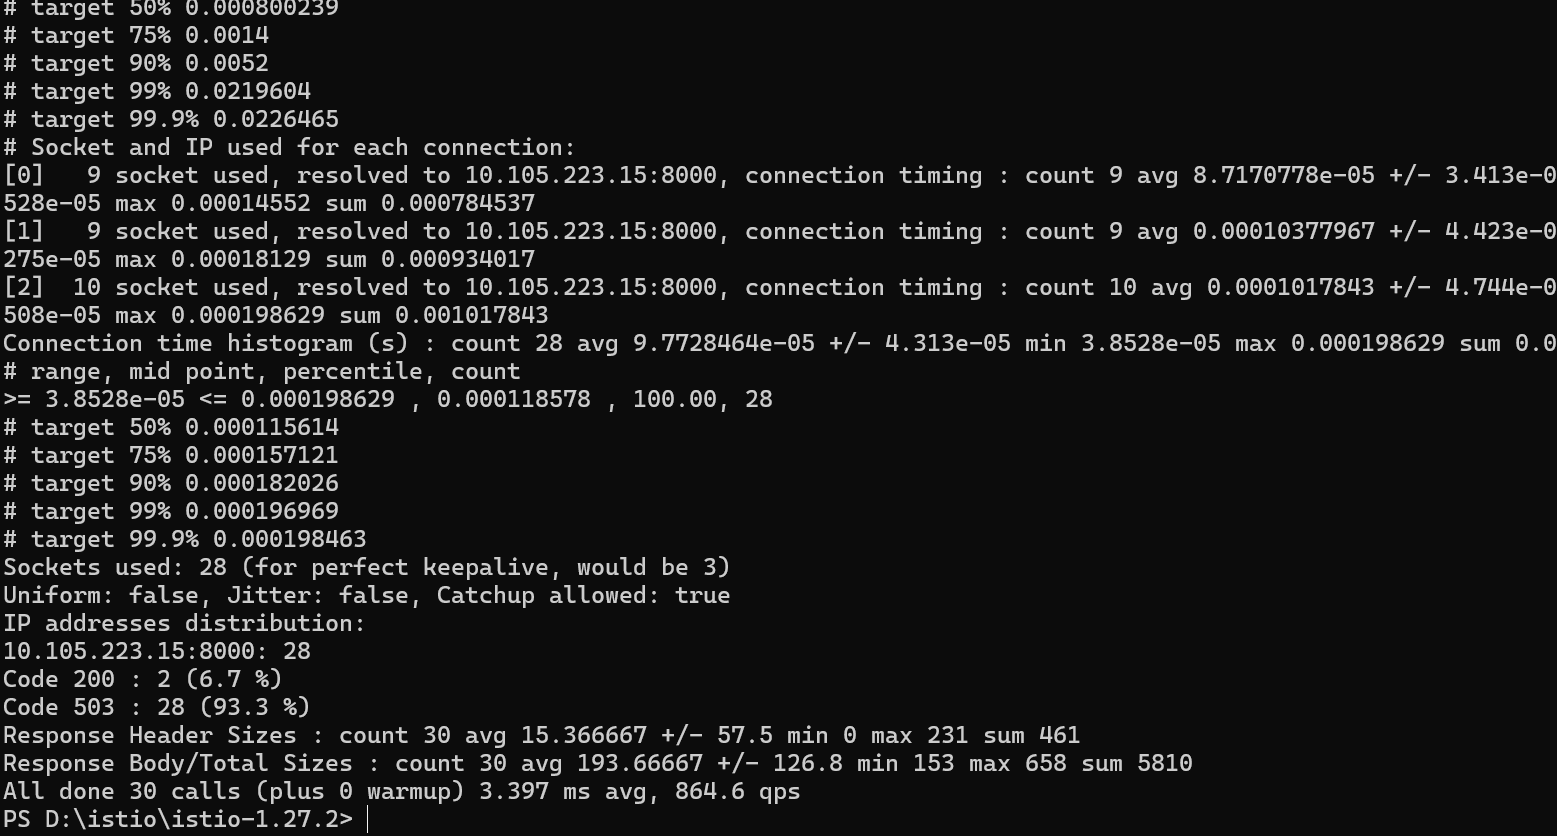 # target 50% 0.000800239
# target 75% 0.0014
# target 90% 0.0052
# target 99% 0.0219604
# target 99.9% 0.0226465
# Socket and IP used for each connection:
[0]   9 socket used, resolved to 10.105.223.15:8000, connection timing : count 9 avg 8.7170778e-05 +/- 3.413e-0
528e-05 max 0.00014552 sum 0.000784537
[1]   9 socket used, resolved to 10.105.223.15:8000, connection timing : count 9 avg 0.00010377967 +/- 4.423e-0
275e-05 max 0.00018129 sum 0.000934017
[2]  10 socket used, resolved to 10.105.223.15:8000, connection timing : count 10 avg 0.0001017843 +/- 4.744e-0
508e-05 max 0.000198629 sum 0.001017843
Connection time histogram (s) : count 28 avg 9.7728464e-05 +/- 4.313e-05 min 3.8528e-05 max 0.000198629 sum 0.0
# range, mid point, percentile, count
>= 3.8528e-05 <= 0.000198629 , 0.000118578 , 100.00, 28
# target 50% 0.000115614
# target 75% 0.000157121
# target 90% 0.000182026
# target 99% 0.000196969
# target 99.9% 0.000198463
Sockets used: 28 (for perfect keepalive, would be 3)
Uniform: false, Jitter: false, Catchup allowed: true
IP addresses distribution:
10.105.223.15:8000: 28
Code 200 : 2 (6.7 %)
Code 503 : 28 (93.3 %)
Response Header Sizes : count 30 avg 15.366667 +/- 57.5 min 0 max 231 sum 461
Response Body/Total Sizes : count 30 avg 193.66667 +/- 126.8 min 153 max 658 sum 5810
All done 30 calls (plus 0 warmup) 3.397 ms avg, 864.6 qps
PS D:\istio\istio-1.27.2>